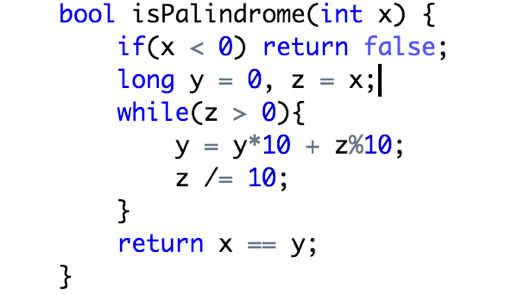 bool isPalindrome(int x) {
    if(x < 0) return false;
    long y = 0, z = x;
    while(z > 0){
        y = y*10 + z%10;
        z /= 10;
    }
    return x == y;
}